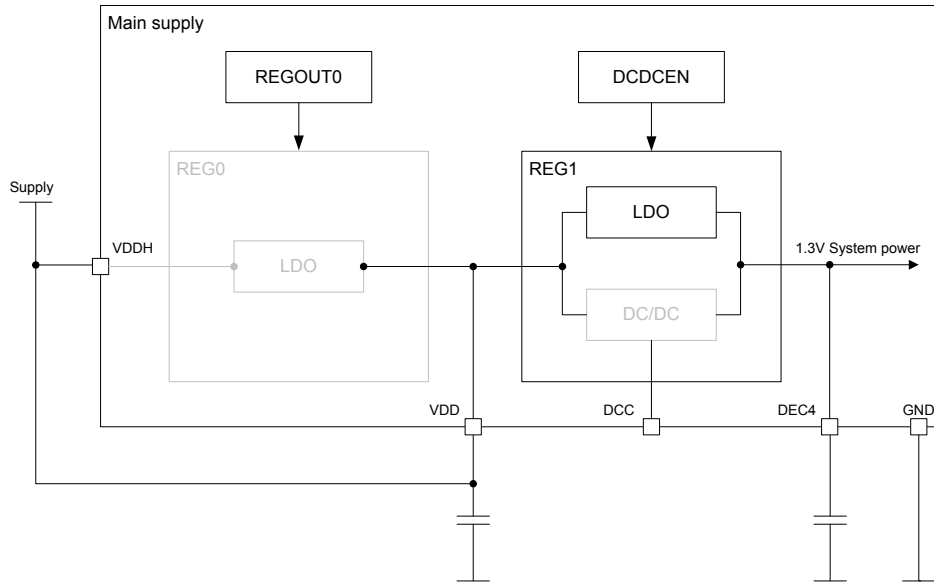 Main supply
REGOUT0
DCDCEN
REG0
REG1
Supply
LDO
VDDH
1.3V System power
LDO
DC/DC
VDD
DCC
DEC4
GND